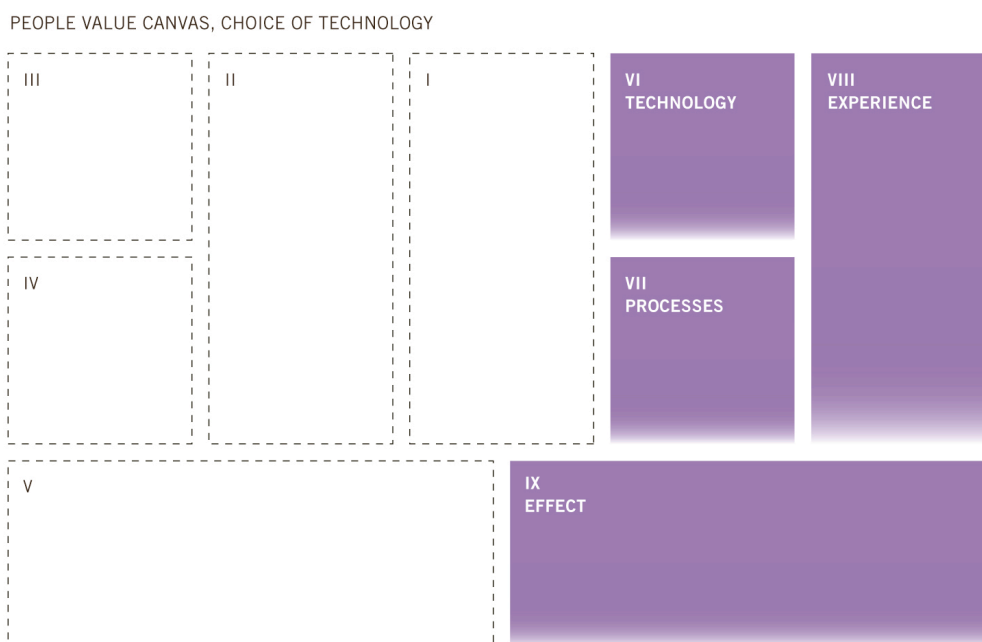 PEOPLE VALUE CANVAS, CHOICE OF TECHNOLOGY
III
II
I
VI
TECHNOLOGY
VIII
EXPERIENCE
IV
VII
PROCESSES
V
IX
EFFECT